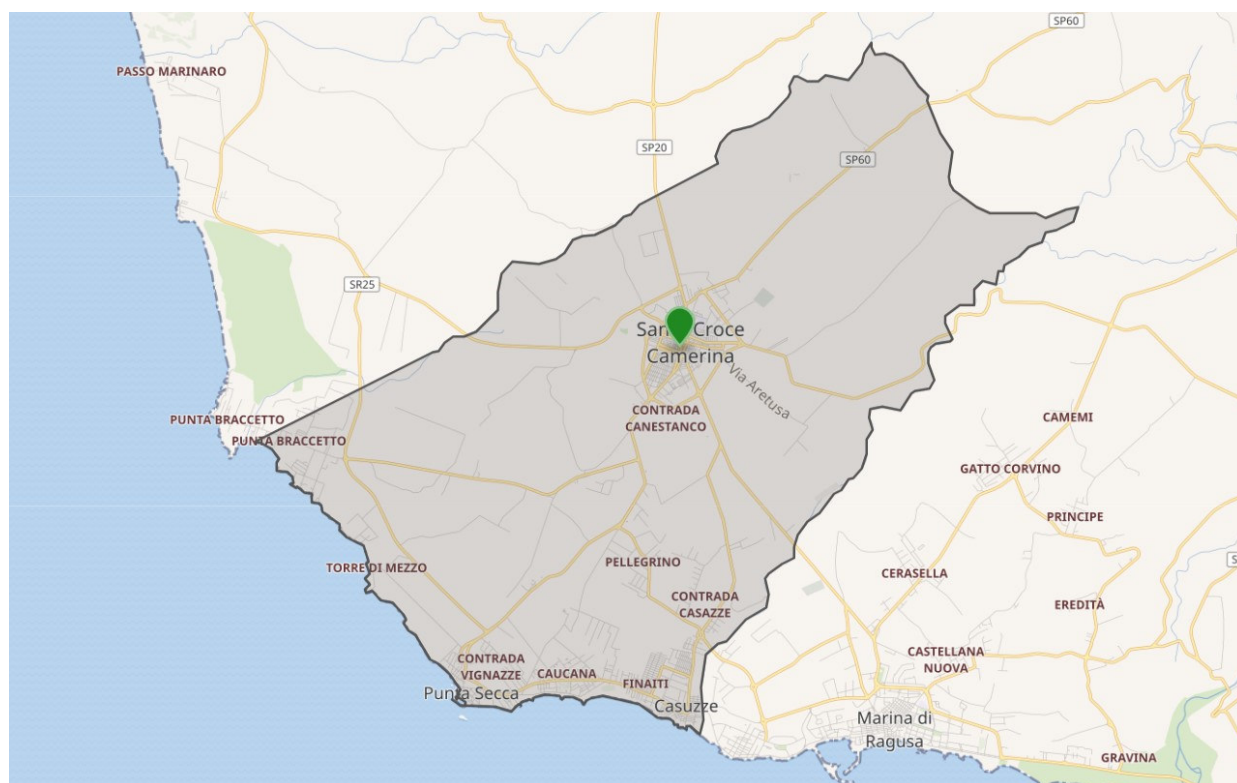 SP60
PASSO MARINARO
SP20
SP60
SR25
Camerina
Via Aretusa
PUNTA BRACCETTO
PUNTA BRACCETTO
CONTRADA
CANESTANCO
CAMEMI
GATTO CORVINO
PRINCIPE
TORRE DI MEZZO
PELLEGRINO
CERASELLA
CONTRADA
CASAZZE
EREDITÀ
CASTELLANA
NUOVA
CONTRADA
VIGNAZZE
CAUCANA
FINAITI
Punta Secca
Casuzze
Marina di
Ragusa
GRAVINA